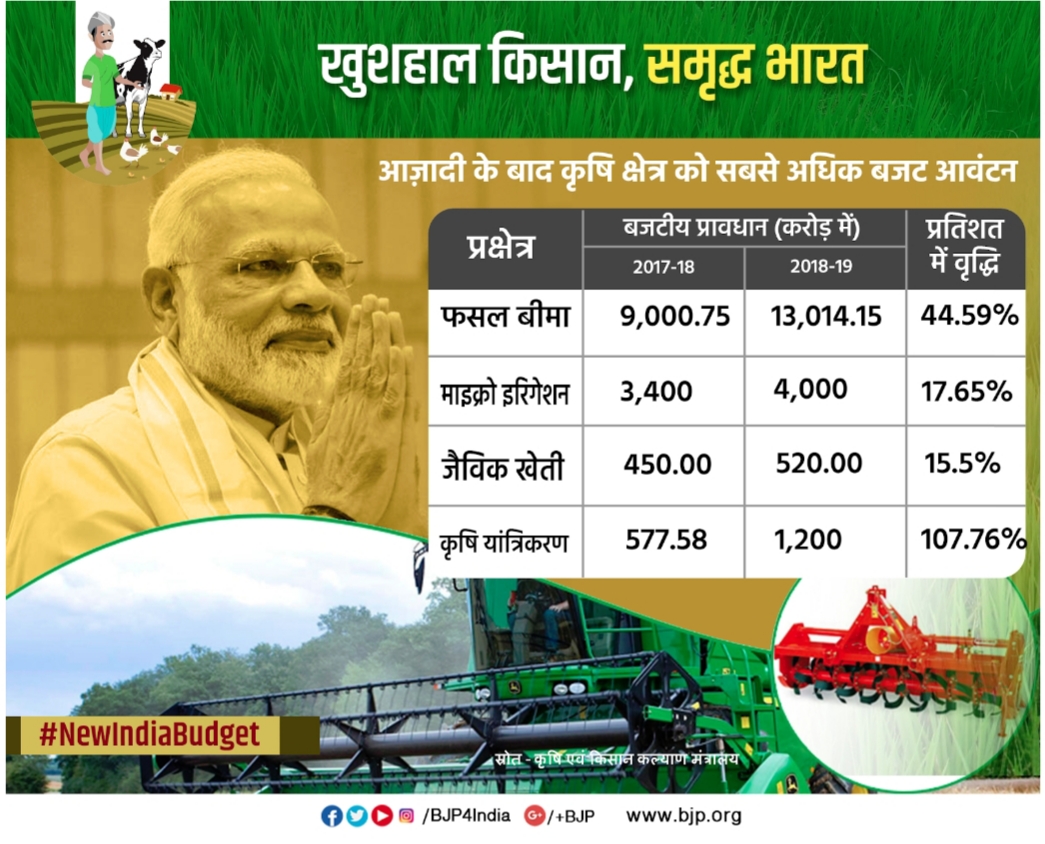 खुशहाल किसान, समृद्ध भारत
आज़ादी के बाद कृषि क्षेत्र को सबसे अधिक बजट आवंटन
प्रक्षेत्र बजटीय प्रावधान (करोड़ में) प्रतिशत में वृद्धि
2017-18 2018-19
फसल बीमा 9,000.75 13,014.15 44.59%
माइक्रो इरिगेशन 3,400 4,000 17.65%
जैविक खेती 450.00 520.00 15.5%
कृषि यांत्रिकरण 577.58 1,200 107.76%
#NewIndiaBudget
स्रोत - कृषि एवं किसान कल्याण मंत्रालय
/BJP4India G+/+BJP www.bjp.org